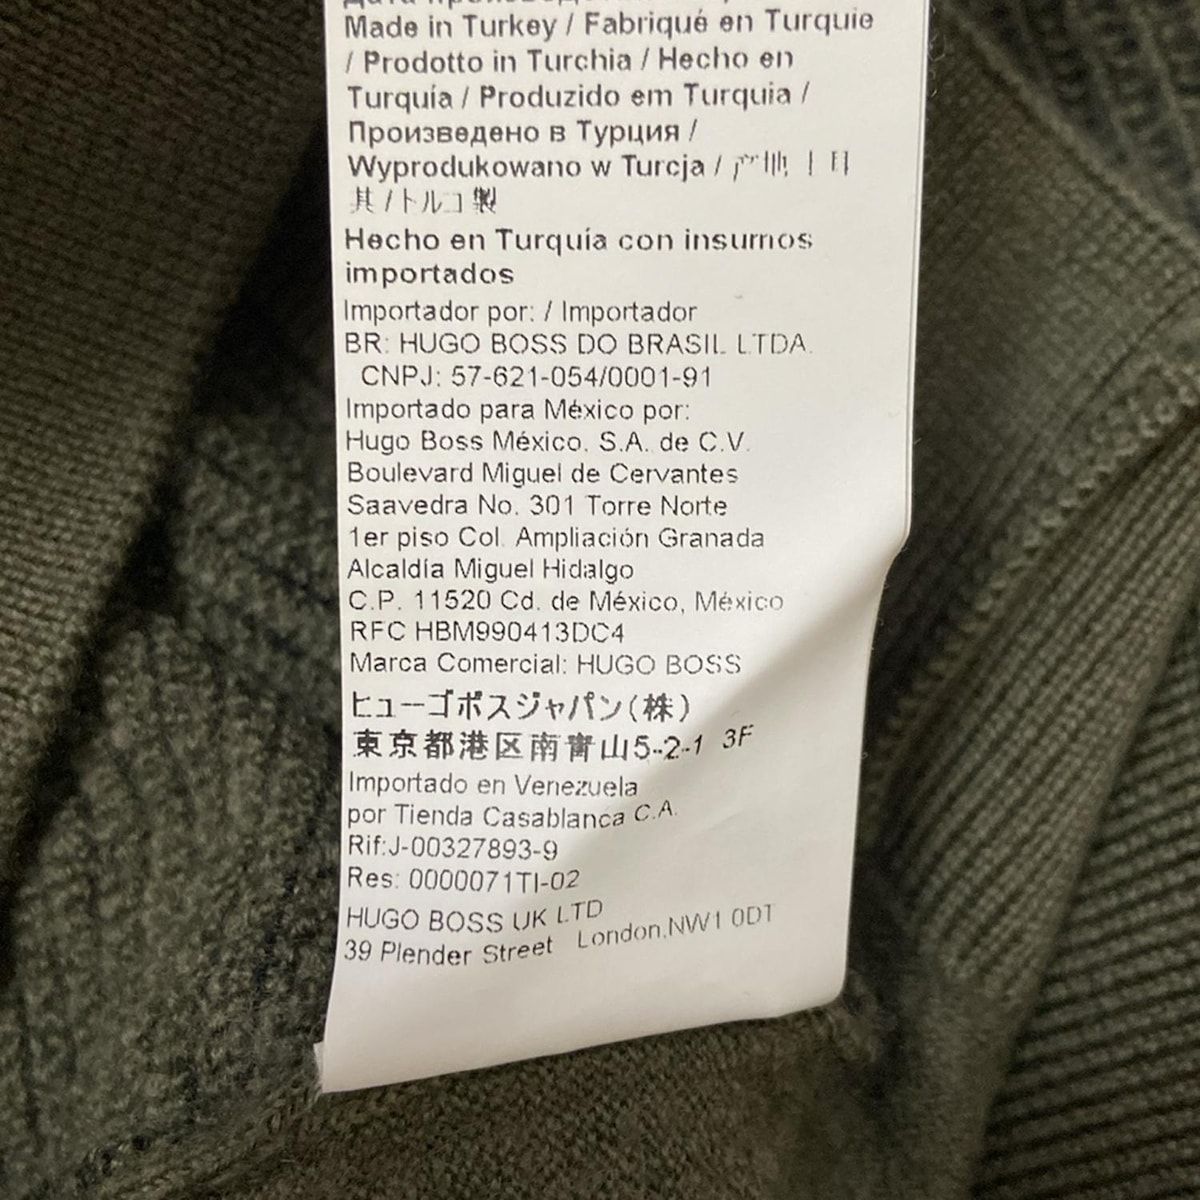 Made in Turkey / Fabriqué en Turquie
/ Prodotto in Turchia / Hecho en
Turquía / Produzido em Turquia /
Произведено в Турции /
Wyprodukowano w Turcja /
其 / トルコ製
Hecho en Turquía con insumos
importados
Importador por: / Importador
BR: HUGO BOSS DO BRASIL LTDA.
CNPJ: 57-621-054/0001-91
Importado para México por:
Hugo Boss México, S.A. de C.V.
Boulevard Miguel de Cervantes
Saavedra No. 301 Torre Norte
1er piso Col. Ampliación Granada
Alcaldía Miguel Hidalgo
C.P. 11520 Cd. de México, México
RFC HBM990413DC4
Marca Comercial: HUGO BOSS
ヒューゴボスジャパン(株)
東京都港区南青山5-2-1 3F
Importado en Venezuela
por Tienda Casablanca C.A.
Rif:J-00327893-9
Res: 0000071TI-02
HUGO BOSS UK LTD
39 Plender Street London,NW1 0DT